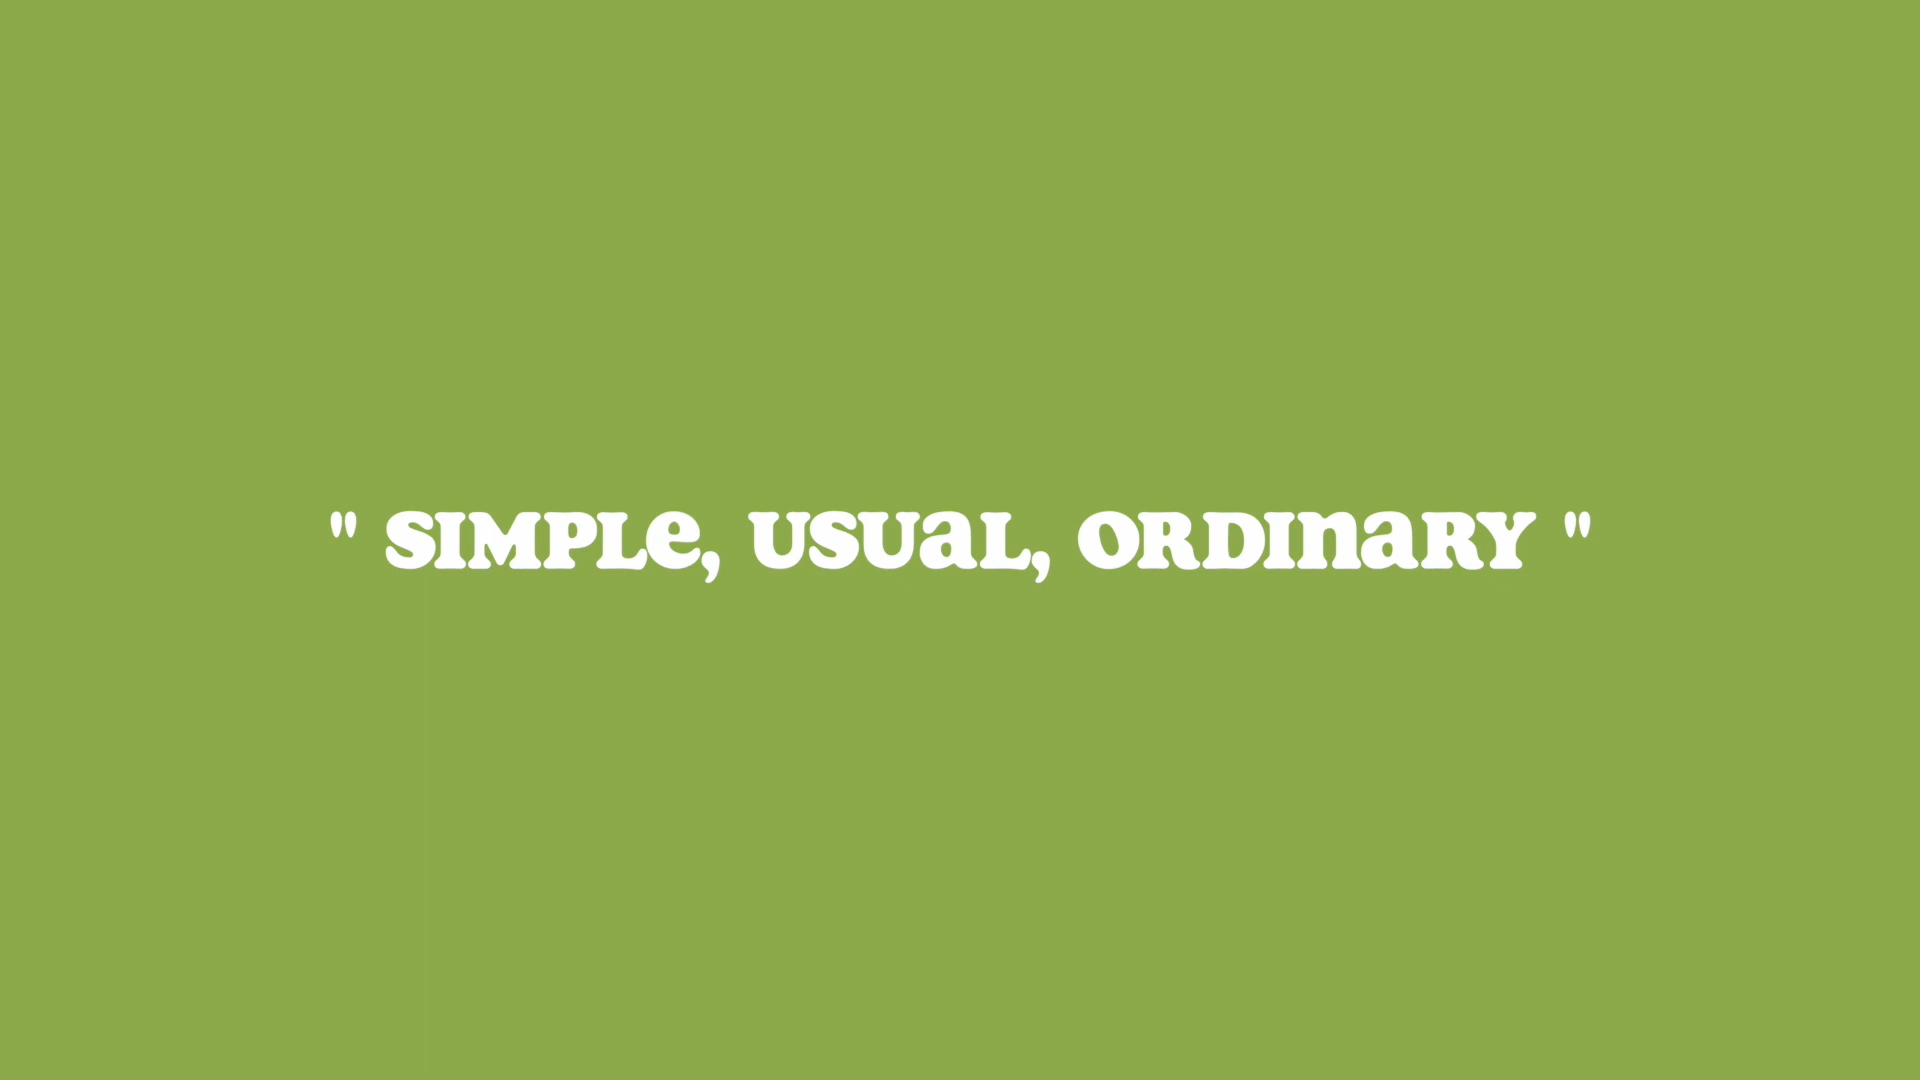 " SIMPLe, USUaL, ORDInaRY "